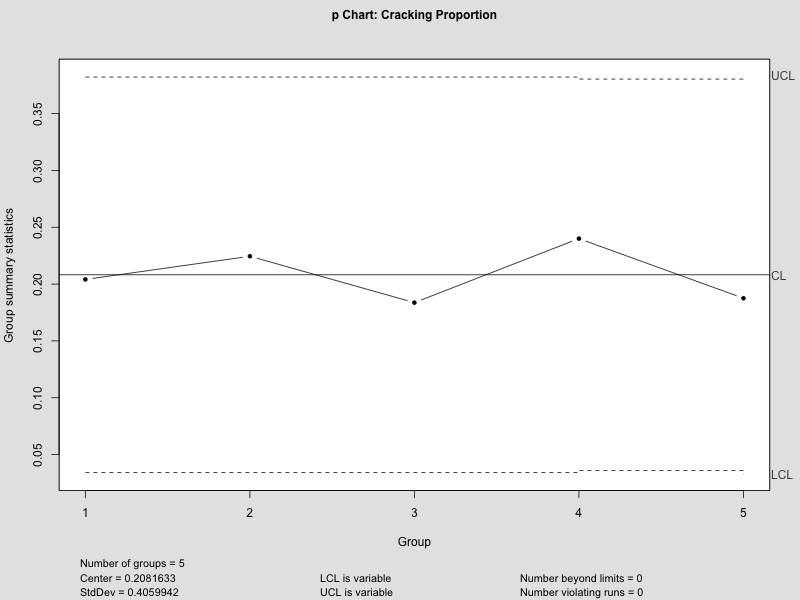 p Chart: Cracking Proportion
Group summary statistics
0.35
0.30
0.25
0.20
0.15
0.10
0.05
UCL
CL
LCL
1 2 3 4 5
Group
Number of groups = 5
Center = 0.2081633 LCL is variable Number beyond limits = 0
StdDev = 0.4059942 UCL is variable Number violating runs = 0